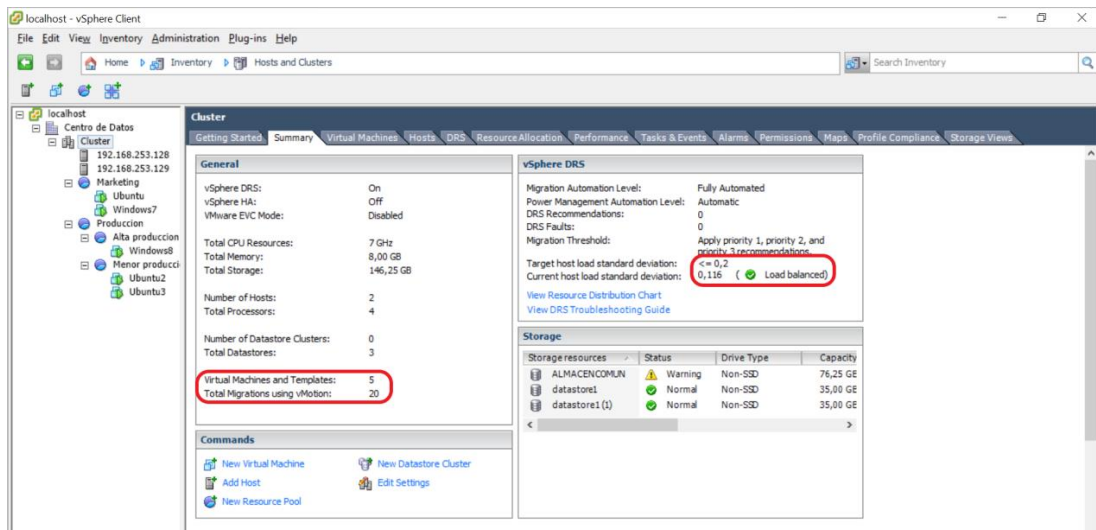 localhost - vSphere Client
File Edit View Inventory Administration Plug-ins Help
Home Inventory Hosts and Clusters
Search Inventory
localhost
Centro de Datos
Cluster
192.168.253.128
192.168.253.129
Marketing
Ubuntu
Windows7
Produccion
Alta produccion
Windows8
Menor producci
Ubuntu2
Ubuntu3
Cluster
Getting Started Summary Virtual Machines Hosts DRS Resource Allocation Performance Tasks & Events Alarms Permissions Maps Profile Compliance Storage Views
General
vSphere DRS: On
vSphere HA: Off
VMware EVC Mode: Disabled
Total CPU Resources: 7 GHz
Total Memory: 8,00 GB
Total Storage: 146,25 GB
Number of Hosts: 2
Total Processors: 4
Number of Datastore Clusters: 0
Total Datastores: 3
Virtual Machines and Templates: 5
Total Migrations using vMotion: 20
Commands
New Virtual Machine New Datastore Cluster
Add Host Edit Settings
New Resource Pool
vSphere DRS
Migration Automation Level: Fully Automated
Power Management Automation Level: Automatic
DRS Recommendations: 0
DRS Faults: 0
Migration Threshold: Apply priority 1, priority 2, and
priority 3 recommendations.
Target host load standard deviation: <= 0,2
Current host load standard deviation: 0,116 ( Load balanced)
View Resource Distribution Chart
View DRS Troubleshooting Guide
Storage
Storage resources Status Drive Type Capacity
ALMACENCOMUN Warning Non-SSD 76,25 GE
datastore1 Normal Non-SSD 35,00 GE
datastore1 (1) Normal Non-SSD 35,00 GE